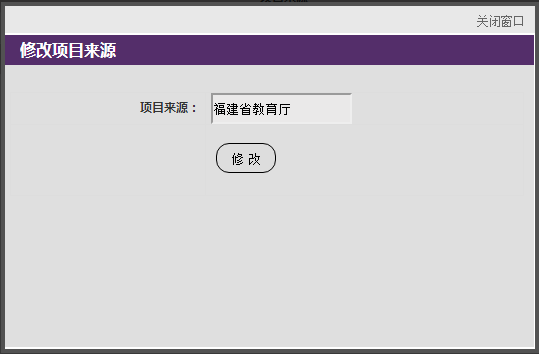 关闭窗口
修改项目来源
项目来源： 福建省教育厅
修 改